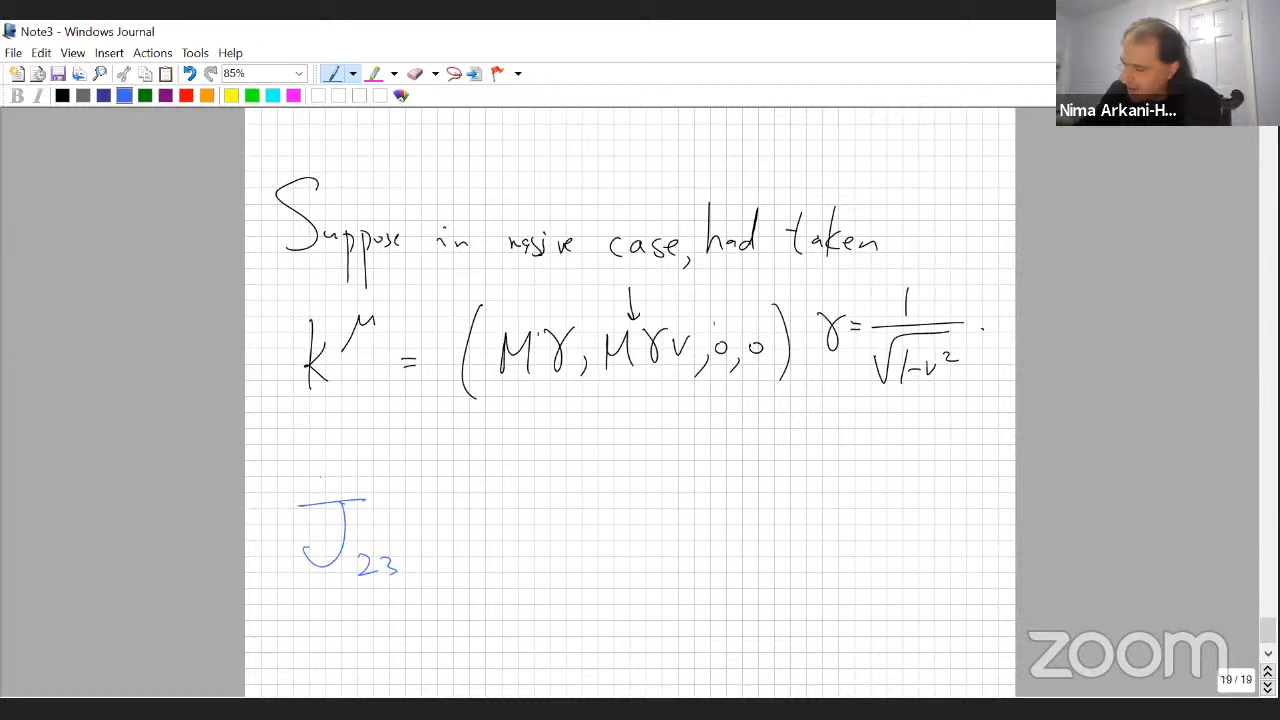 Note3 - Windows Journal
File Edit View Insert Actions Tools Help
85%
B I
Nima Arkani-H...
Suppose in massive case, had taken
K^μ = (Mγ, Mγv, 0, 0) γ = 1/√(1-v²).
J₂₃
zoom
19 / 19